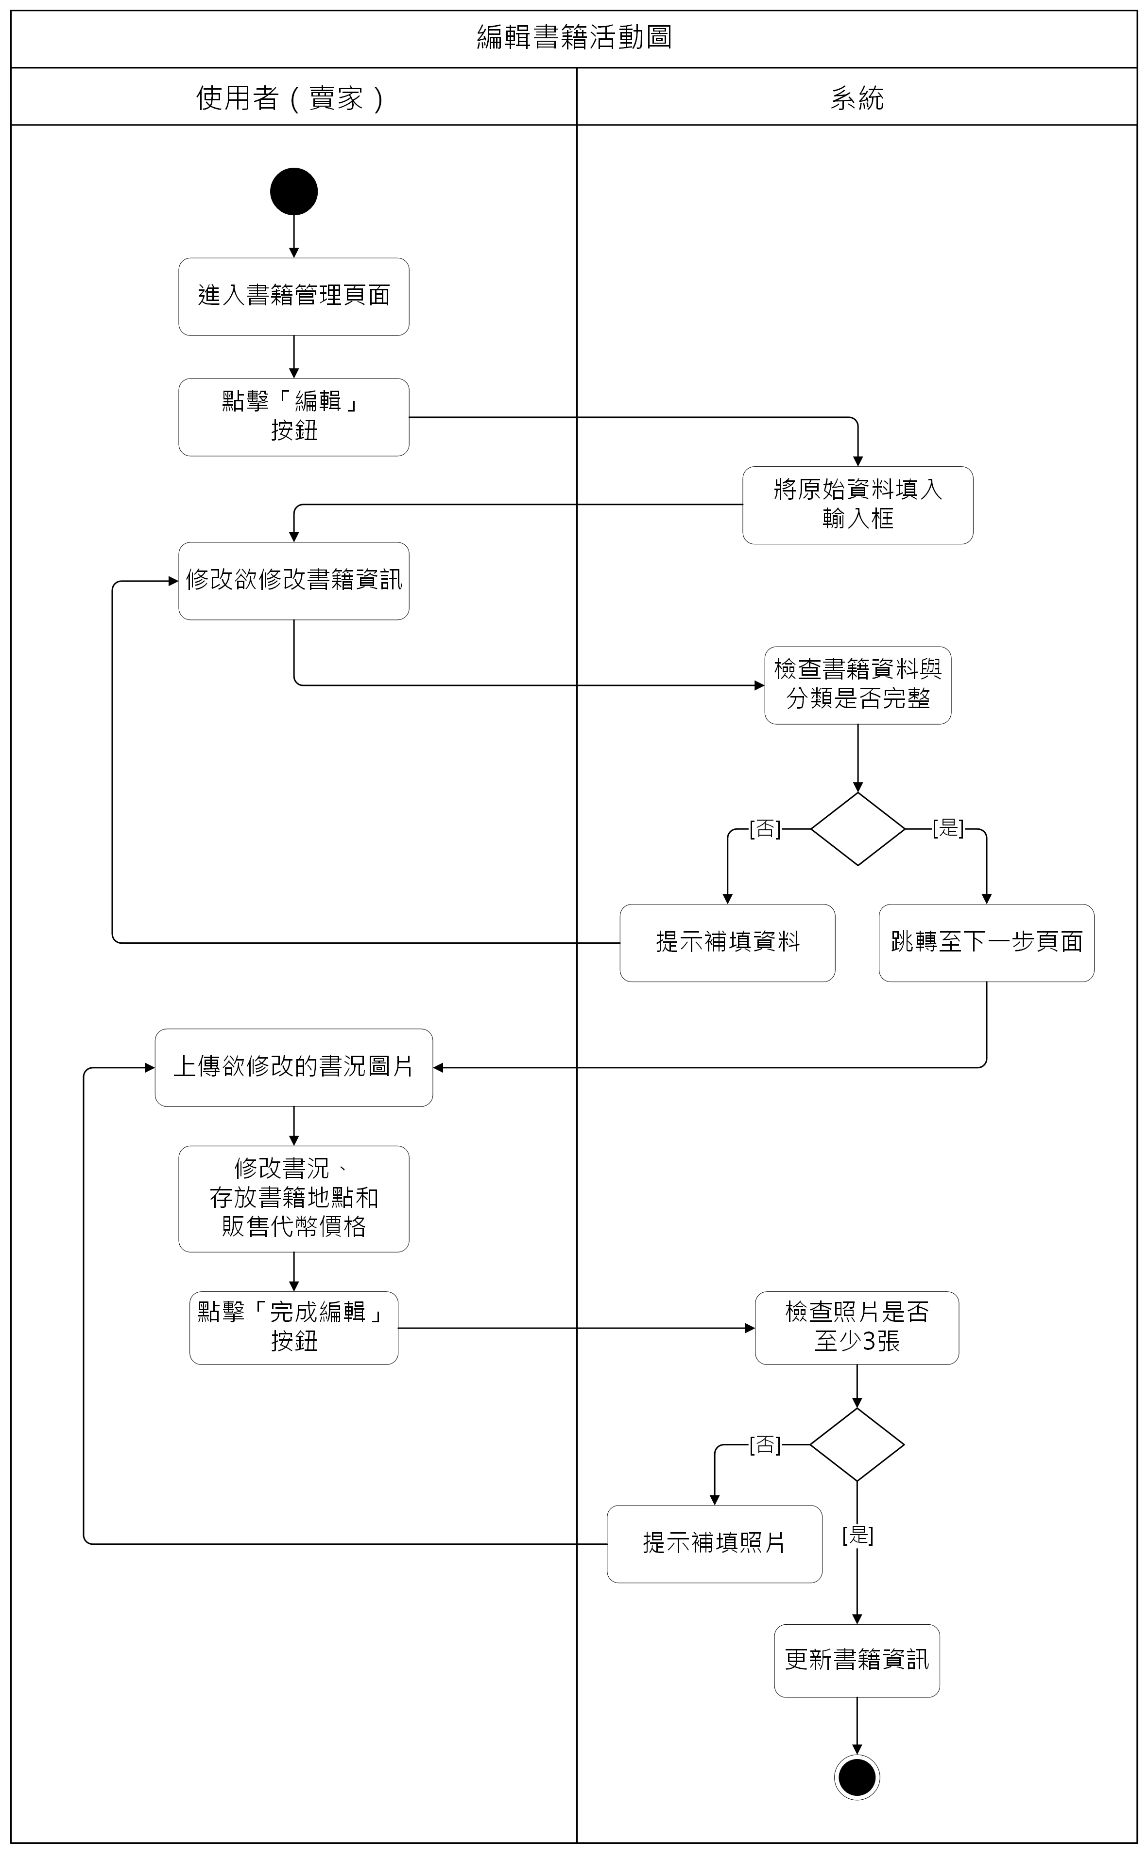 編輯書籍活動圖
使用者（賣家）
系統
進入書籍管理頁面
點擊「編輯」
按鈕
將原始資料填入
輸入框
修改欲修改書籍資訊
檢查書籍資料與
分類是否完整
[否]
[是]
提示補填資料
跳轉至下一步頁面
上傳欲修改的書況圖片
修改書況、
存放書籍地點和
販售代幣價格
點擊「完成編輯」
按鈕
檢查照片是否
至少3張
[否]
提示補填照片
[是]
更新書籍資訊